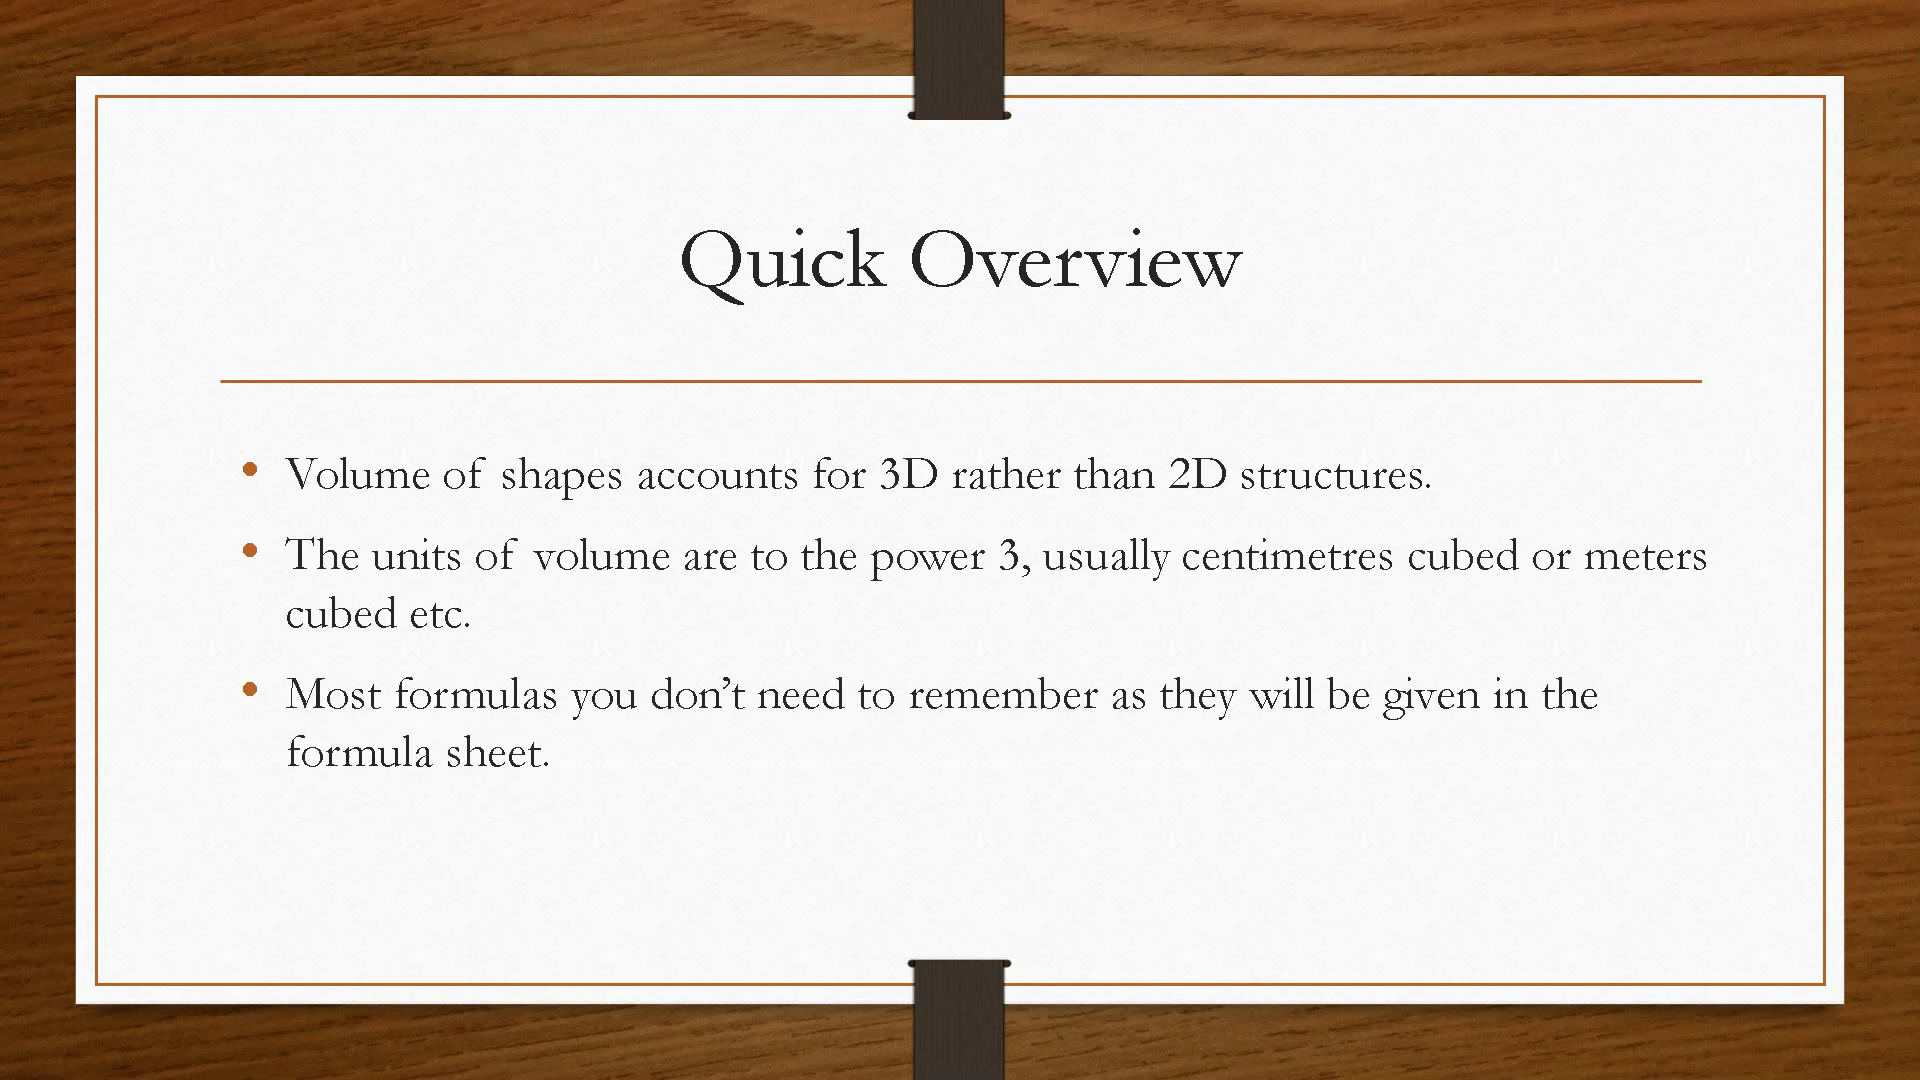 Quick Overview
• Volume of shapes accounts for 3D rather than 2D structures.
• The units of volume are to the power 3, usually centimetres cubed or meters
cubed etc.
• Most formulas you don’t need to remember as they will be given in the
formula sheet.